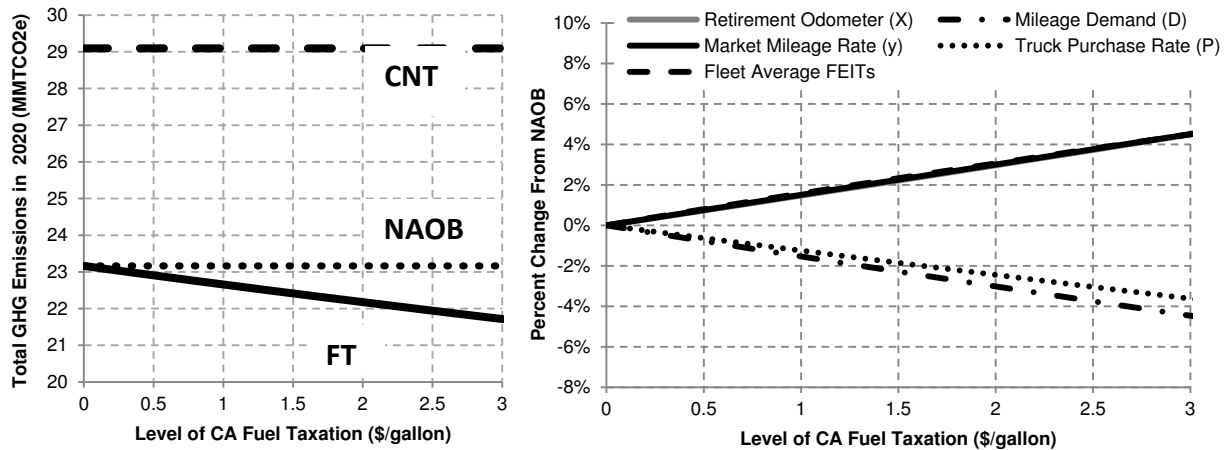 Total GHG Emissions in 2020 (MMTCO2e)
30
29
28
27
26
25
24
23
22
21
20
CNT
NAOB
FT
0 0.5 1 1.5 2 2.5 3
Level of CA Fuel Taxation ($/gallon)
Percent Change From NAOB
10%
8%
6%
4%
2%
0%
-2%
-4%
-6%
-8%
Retirement Odometer (X) Mileage Demand (D)
Market Mileage Rate (y) Truck Purchase Rate (P)
Fleet Average FEITs
0 0.5 1 1.5 2 2.5 3
Level of CA Fuel Taxation ($/gallon)